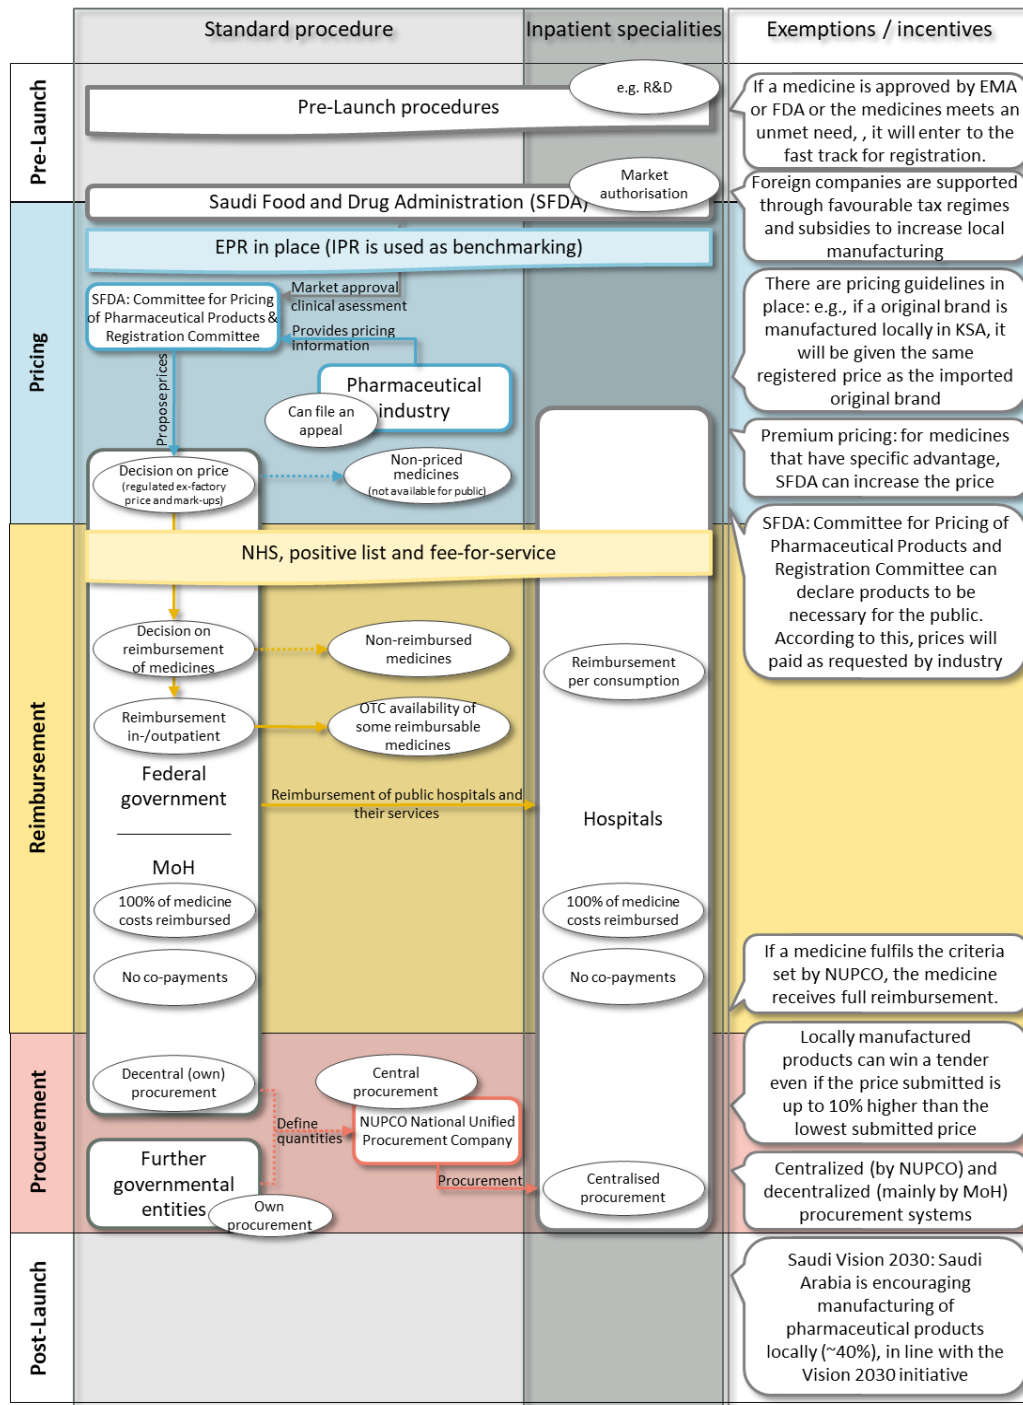 Standard procedure
Inpatient specialities
Exemptions / incentives
Pre-Launch
Pre-Launch procedures
e.g. R&D
Market
authorisation
Saudi Food and Drug Administration (SFDA)
If a medicine is approved by EMA
or FDA or the medicines meets an
unmet need, , it will enter to the
fast track for registration.
Foreign companies are supported
through favourable tax regimes
and subsidies to increase local
manufacturing
Pricing
EPR in place (IPR is used as benchmarking)
Market approval
clinical asessment
SFDA: Committee for Pricing
of Pharmaceutical Products &
Registration Committee
Provides pricing
information
Propose prices
Pharmaceutical
industry
Can file an
appeal
Decision on price
(regulated ex-factory
price and mark-ups)
Non-priced
medicines
(not available for public)
There are pricing guidelines in
place: e.g., if a original brand is
manufactured locally in KSA, it
will be given the same
registered price as the imported
original brand
Premium pricing: for medicines
that have specific advantage,
SFDA can increase the price
SFDA: Committee for Pricing of
Pharmaceutical Products and
Registration Committee can
declare products to be
necessary for the public.
According to this, prices will
paid as requested by industry
Reimbursement
NHS, positive list and fee-for-service
Decision on
reimbursement
of medicines
Non-reimbursed
medicines
Reimbursement
per consumption
Reimbursement
in-/outpatient
OTC availability of
some reimbursable
medicines
Federal
government
Reimbursement of public hospitals and
their services
Hospitals
MoH
100% of medicine
costs reimbursed
100% of medicine
costs reimbursed
No co-payments
No co-payments
If a medicine fulfils the criteria
set by NUPCO, the medicine
receives full reimbursement.
Procurement
Decentral (own)
procurement
Central
procurement
Define
quantities
NUPCO National Unified
Procurement Company
Further
governmental
entities
Own
procurement
Procurement
Centralised
procurement
Locally manufactured
products can win a tender
even if the price submitted is
up to 10% higher than the
lowest submitted price
Centralized (by NUPCO) and
decentralized (mainly by MoH)
procurement systems
Post-Launch
Saudi Vision 2030: Saudi
Arabia is encouraging
manufacturing of
pharmaceutical products
locally (~40%), in line with the
Vision 2030 initiative